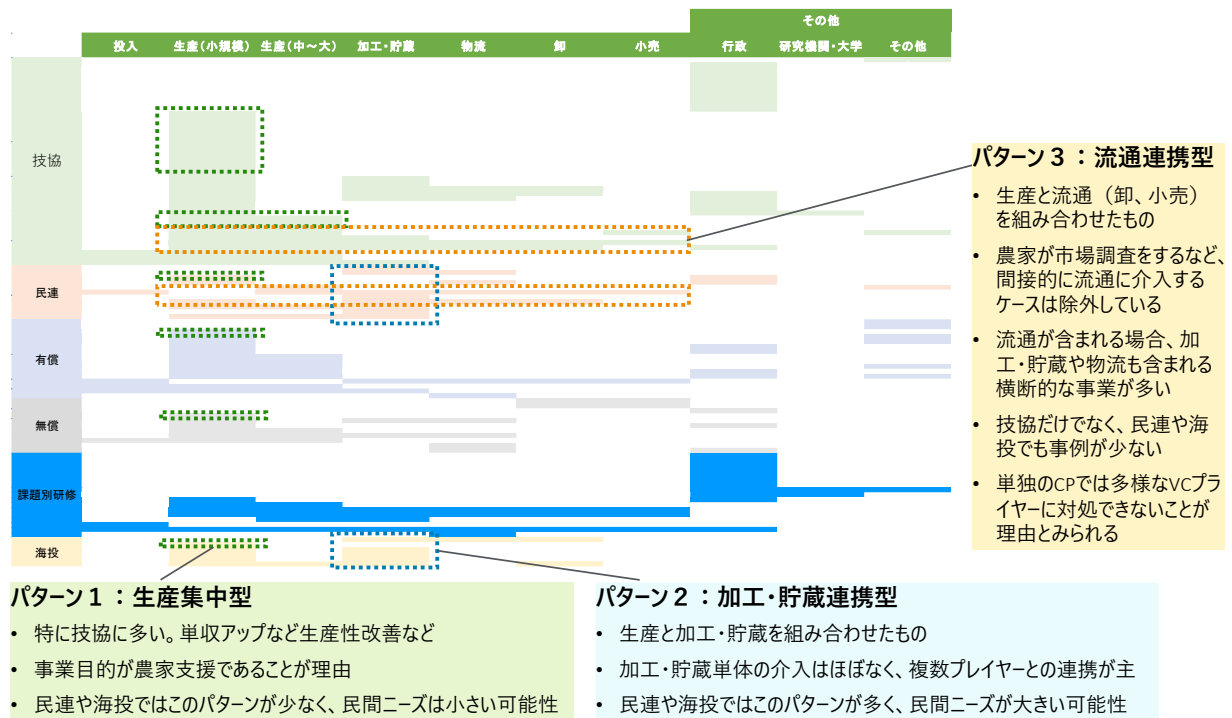 その他
投入 生産(小規模) 生産(中～大) 加工・貯蔵 物流 卸 小売 行政 研究機関・大学 その他
技協
民連
有償
無償
課題別研修
海投
パターン３：流通連携型
• 生産と流通（卸、小売）
を組み合わせたもの
• 農家が市場調査をするなど、
間接的に流通に介入する
ケースは除外している
• 流通が含まれる場合、加
工・貯蔵や物流も含まれる
横断的な事業が多い
• 技協だけでなく、民連や海
投でも事例が少ない
• 単独のCPでは多様なVCプラ
イヤーに対処できないことが
理由とみられる
パターン１：生産集中型
• 特に技協に多い。単収アップなど生産性改善など
• 事業目的が農家支援であることが理由
• 民連や海投ではこのパターンが少なく、民間ニーズは小さい可能性
パターン２：加工・貯蔵連携型
• 生産と加工・貯蔵を組み合わせたもの
• 加工・貯蔵単体の介入はほぼなく、複数プレイヤーとの連携が主
• 民連や海投ではこのパターンが多く、民間ニーズが大きい可能性